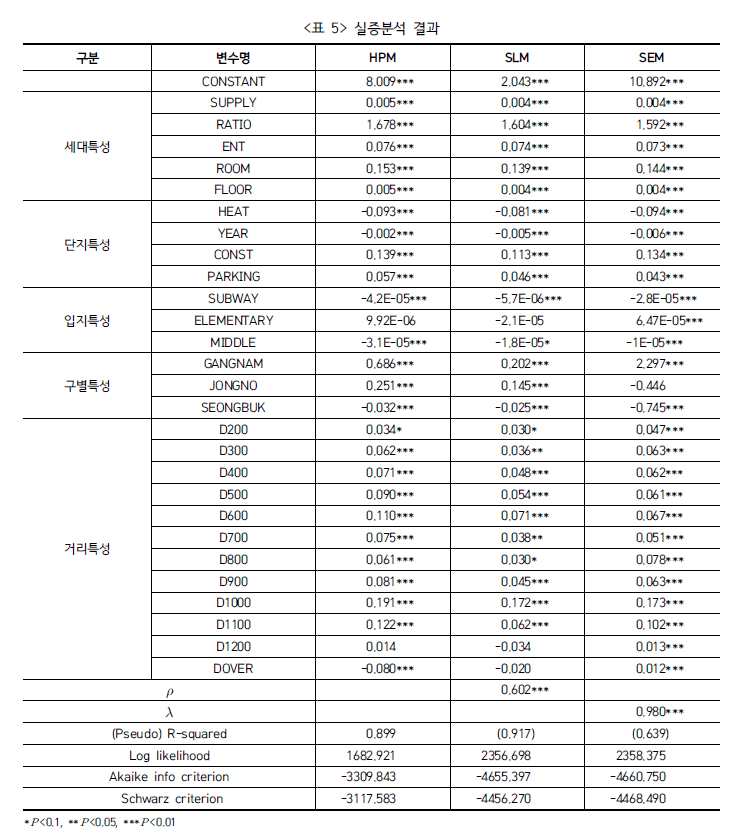 <표 5> 실증분석 결과
구분 변수명 HPM SLM SEM
CONSTANT 8.009*** 2.043*** 10.892***
세대특성
SUPPLY 0.005*** 0.004*** 0.004***
RATIO 1.678*** 1.604*** 1.592***
ENT 0.076*** 0.074*** 0.073***
ROOM 0.153*** 0.139*** 0.144***
FLOOR 0.005*** 0.004*** 0.004***
단지특성
HEAT -0.093*** -0.081*** -0.094***
YEAR -0.002*** -0.005*** -0.006***
CONST 0.139*** 0.113*** 0.134***
PARKING 0.057*** 0.046*** 0.043***
입지특성
SUBWAY -4.2E-05*** -5.7E-06*** -2.8E-05***
ELEMENTARY 9.92E-06 -2.1E-05 6.47E-05***
MIDDLE -3.1E-05*** -1.8E-05* -1E-05***
구별특성
GANGNAM 0.686*** 0.202*** 2.297***
JONGNO 0.251*** 0.145*** -0.446
SEONGBUK -0.032*** -0.025*** -0.745***
거리특성
D200 0.034* 0.030* 0.047***
D300 0.062*** 0.036** 0.063***
D400 0.071*** 0.048*** 0.062***
D500 0.090*** 0.054*** 0.061***
D600 0.110*** 0.071*** 0.067***
D700 0.075*** 0.038** 0.051***
D800 0.061*** 0.030* 0.078***
D900 0.081*** 0.045*** 0.063***
D1000 0.191*** 0.172*** 0.173***
D1100 0.122*** 0.062*** 0.102***
D1200 0.014 -0.034 0.013***
DOVER -0.080*** -0.020 0.012***
ρ 0.602***
λ 0.980***
(Pseudo) R-squared 0.899 (0.917) (0.639)
Log likelihood 1682.921 2356.698 2358.375
Akaike info criterion -3309.843 -4655.397 -4660.750
Schwarz criterion -3117.583 -4456.270 -4468.490
*P<0.1, **P<0.05, ***P<0.01